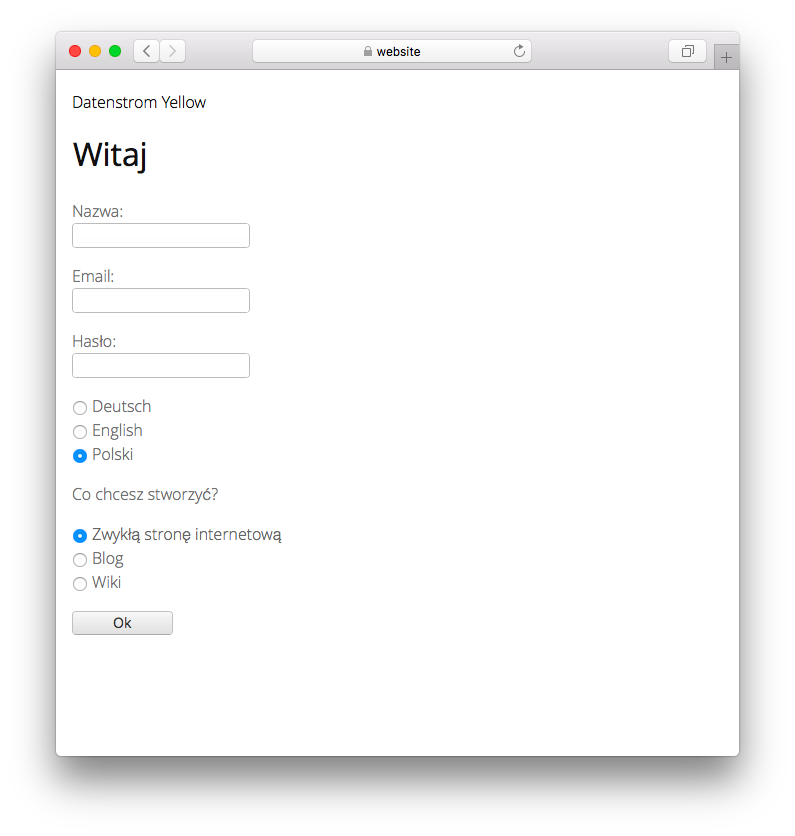 website
Datenstrom Yellow
Witaj
Nazwa:
Email:
Hasło:
Deutsch
English
Polski
Co chcesz stworzyć?
Zwykłą stronę internetową
Blog
Wiki
Ok